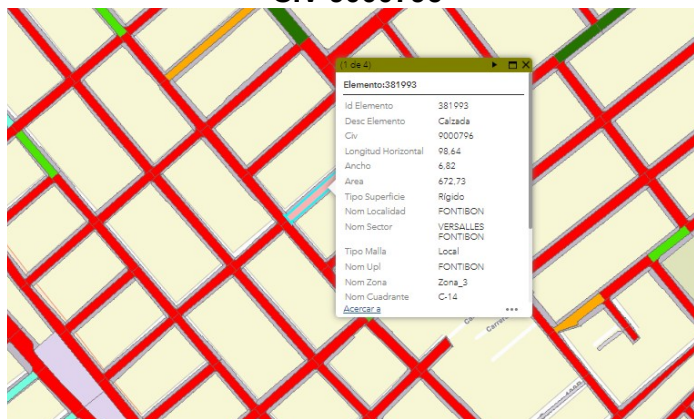 (1 de 4)
Elemento:381993
Id Elemento 381993
Desc Elemento Calzada
Civ 9000796
Longitud Horizontal 98,64
Ancho 6,82
Area 672,73
Tipo Superficie Rígido
Nom Localidad FONTIBON
Nom Sector VERSALLES
FONTIBON
Tipo Malla Local
Nom Upl FONTIBON
Nom Zona Zona_3
Nom Cuadrante C-14
Acercar a